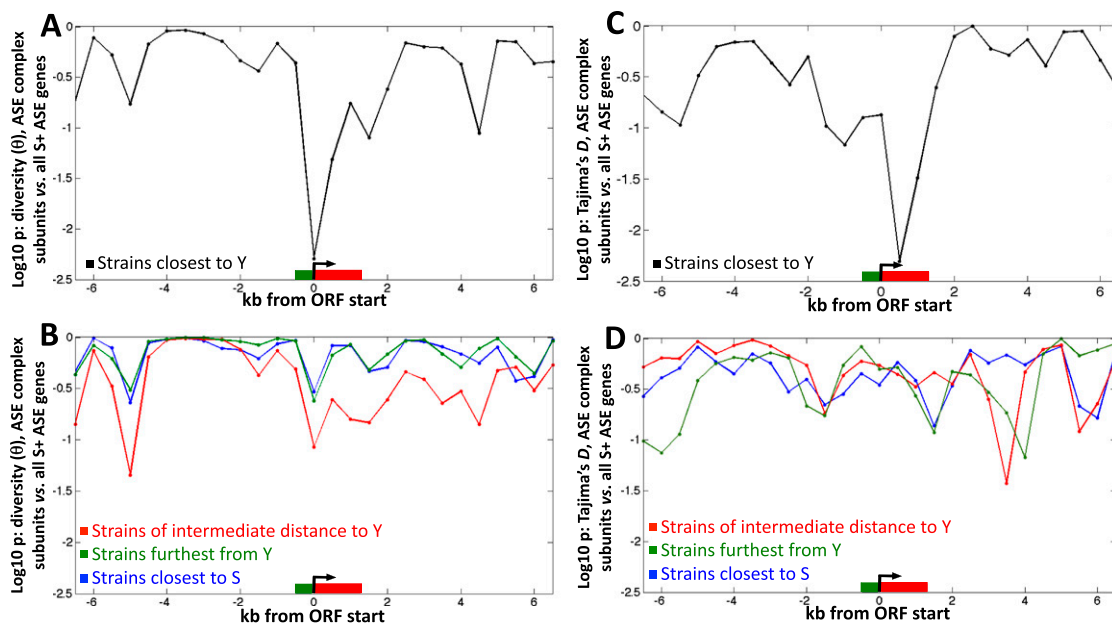 A
Log10 p: diversity (θ), ASE complex
subunits vs. all S+ ASE genes
0
-0.5
-1
-1.5
-2
-2.5
Strains closest to Y
-6
-4
-2
0
2
4
6
kb from ORF start
C
Log10 p: Tajima's D, ASE complex
subunits vs. all S+ ASE genes
0
-0.5
-1
-1.5
-2
-2.5
Strains closest to Y
-6
-4
-2
0
2
4
6
kb from ORF start
B
Log10 p: diversity (θ), ASE complex
subunits vs. all S+ ASE genes
0
-0.5
-1
-1.5
-2
-2.5
Strains of intermediate distance to Y
Strains furthest from Y
Strains closest to S
-6
-4
-2
0
2
4
6
kb from ORF start
D
Log10 p: Tajima's D, ASE complex
subunits vs. all S+ ASE genes
0
-0.5
-1
-1.5
-2
-2.5
Strains of intermediate distance to Y
Strains furthest from Y
Strains closest to S
-6
-4
-2
0
2
4
6
kb from ORF start